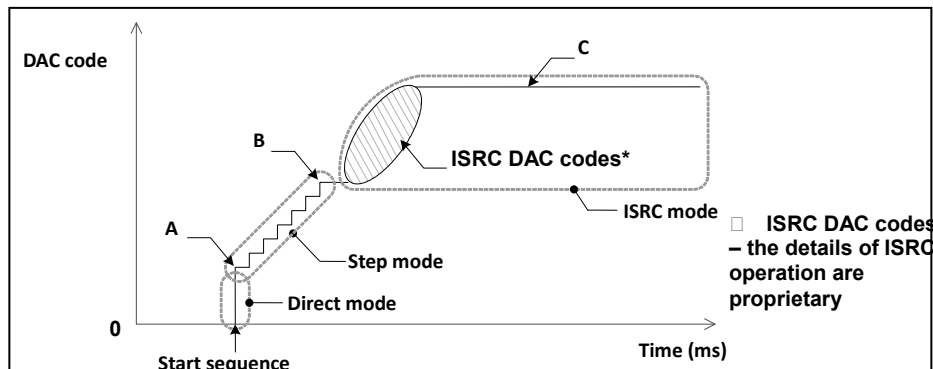 DAC code
C
B
ISRC DAC codes*
A
ISRC mode
Step mode
Direct mode
0
Time (ms)
Start sequence
□ ISRC DAC codes
– the details of ISRC
operation are
proprietary